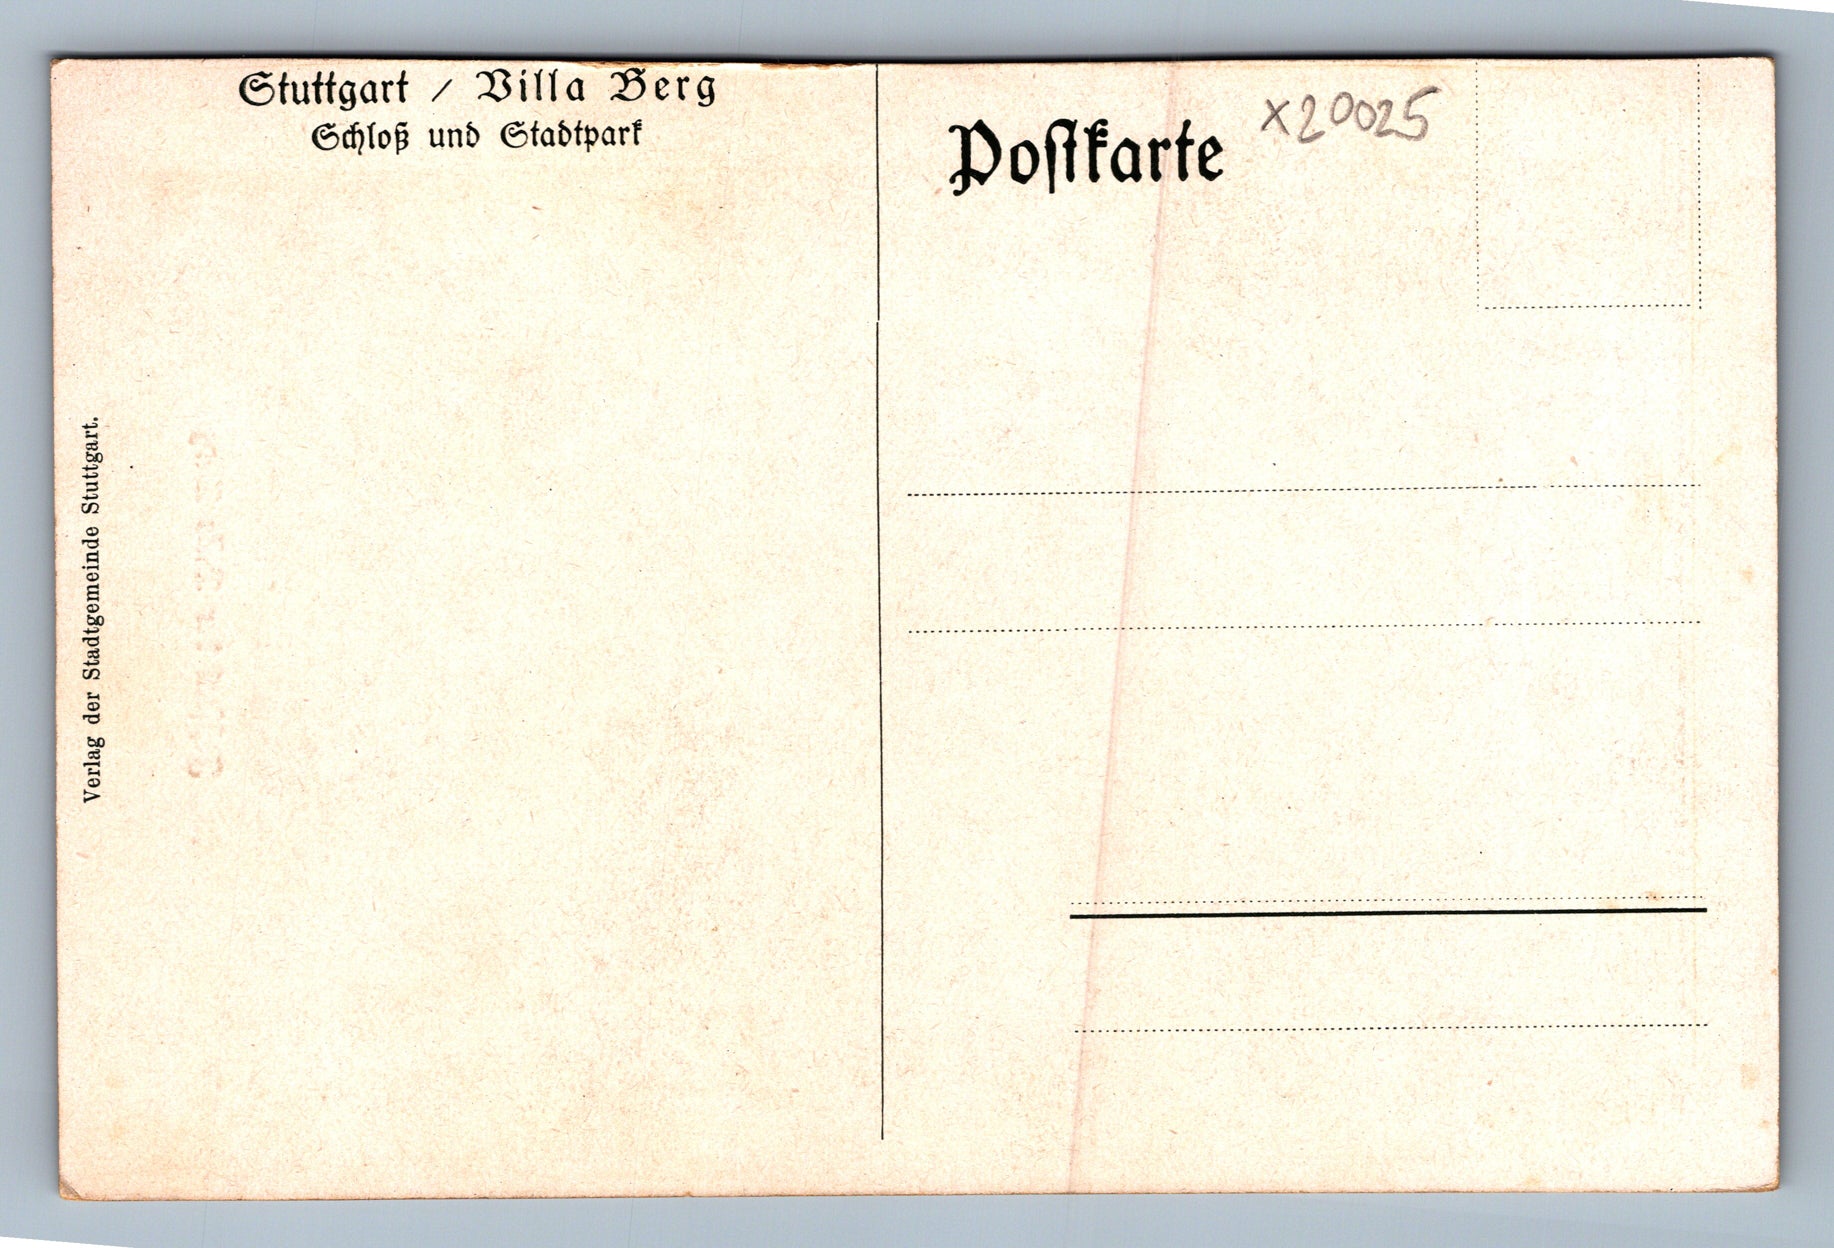 Stuttgart / Villa Berg
Schloß und Stadtpark
Postkarte
x20025
Verlag der Stadtgemeinde Stuttgart.